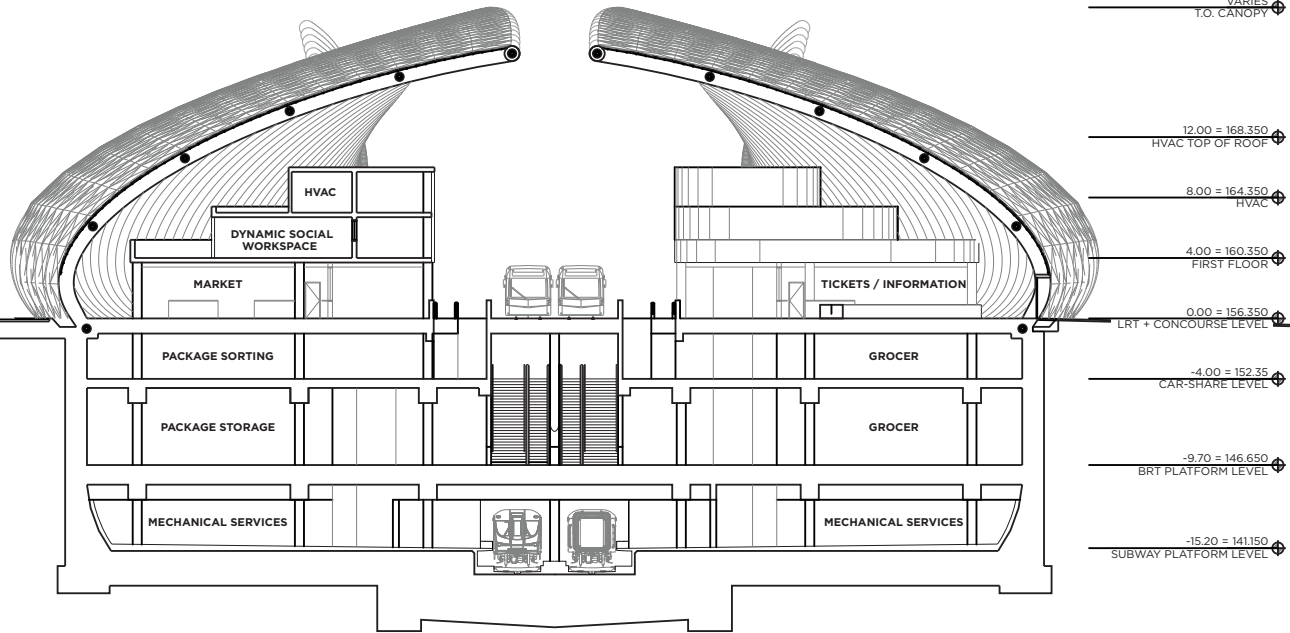 VARIES
T.O. CANOPY
12.00 = 168.350
HVAC TOP OF ROOF
HVAC
8.00 = 164.350
HVAC
DYNAMIC SOCIAL
WORKSPACE
4.00 = 160.350
FIRST FLOOR
MARKET
TICKETS / INFORMATION
0.00 = 156.350
LRT + CONCOURSE LEVEL
PACKAGE SORTING
GROCER
-4.00 = 152.35
CAR-SHARE LEVEL
PACKAGE STORAGE
GROCER
-9.70 = 146.650
BRT PLATFORM LEVEL
MECHANICAL SERVICES
MECHANICAL SERVICES
-15.20 = 141.150
SUBWAY PLATFORM LEVEL